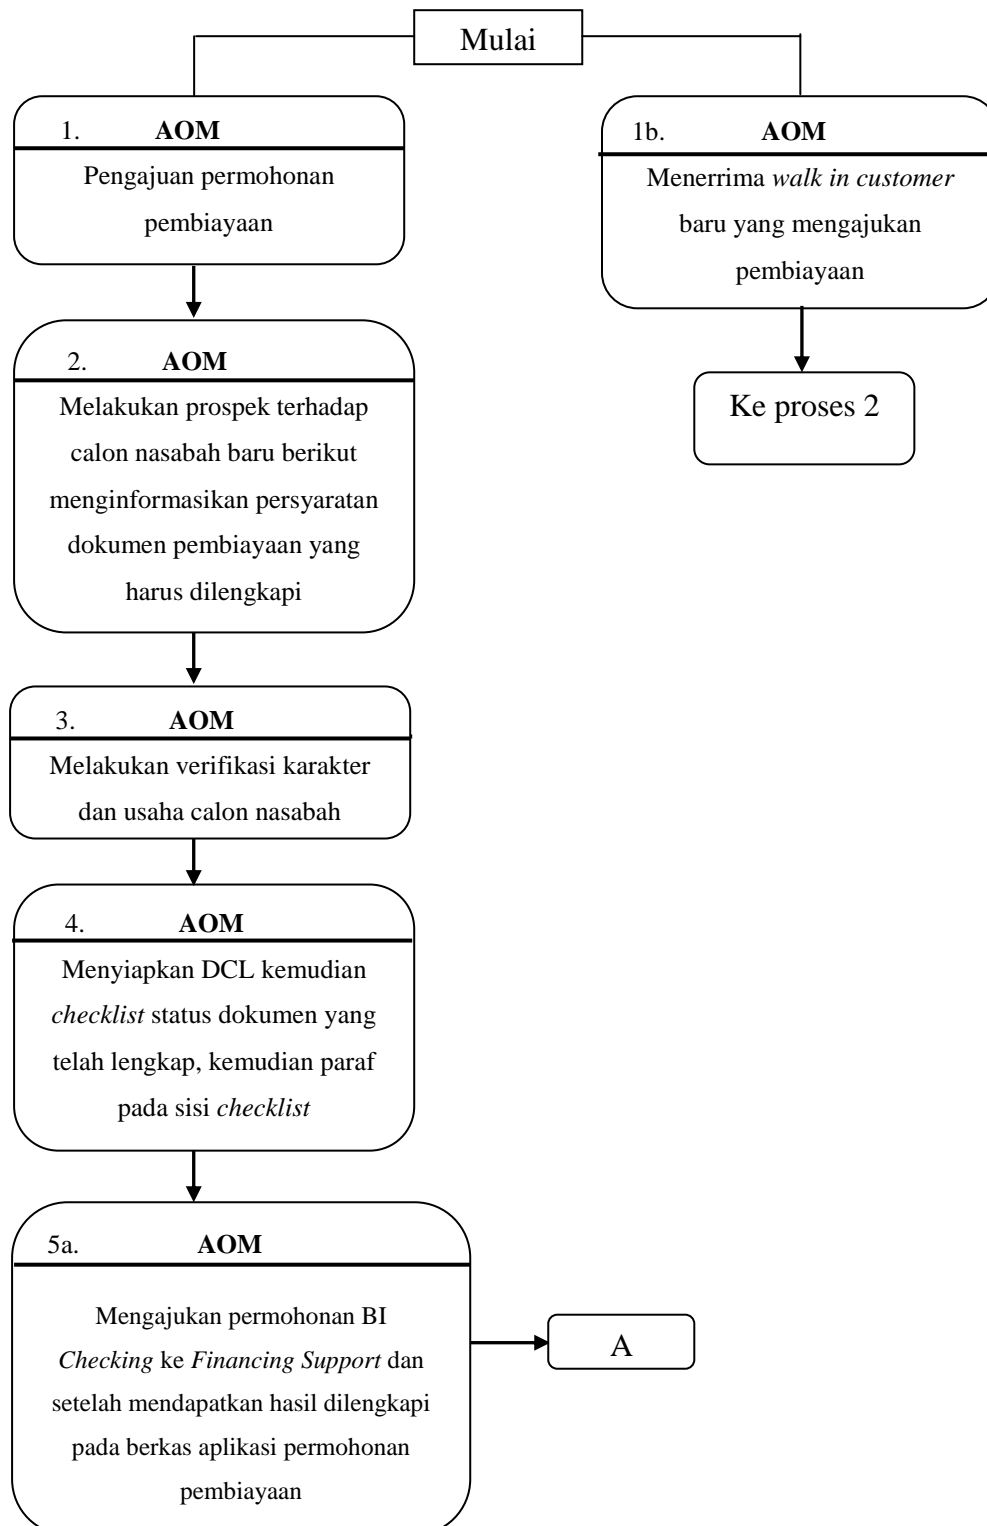 Mulai
1. AOM
Pengajuan permohonan
pembiayaan
1b. AOM
Menerrima walk in customer
baru yang mengajukan
pembiayaan
Ke proses 2
2. AOM
Melakukan prospek terhadap
calon nasabah baru berikut
menginformasikan persyaratan
dokumen pembiayaan yang
harus dilengkapi
3. AOM
Melakukan verifikasi karakter
dan usaha calon nasabah
4. AOM
Menyiapkan DCL kemudian
checklist status dokumen yang
telah lengkap, kemudian paraf
pada sisi checklist
5a. AOM
Mengajukan permohonan BI
Checking ke Financing Support dan
setelah mendapatkan hasil dilengkapi
pada berkas aplikasi permohonan
pembiayaan
A